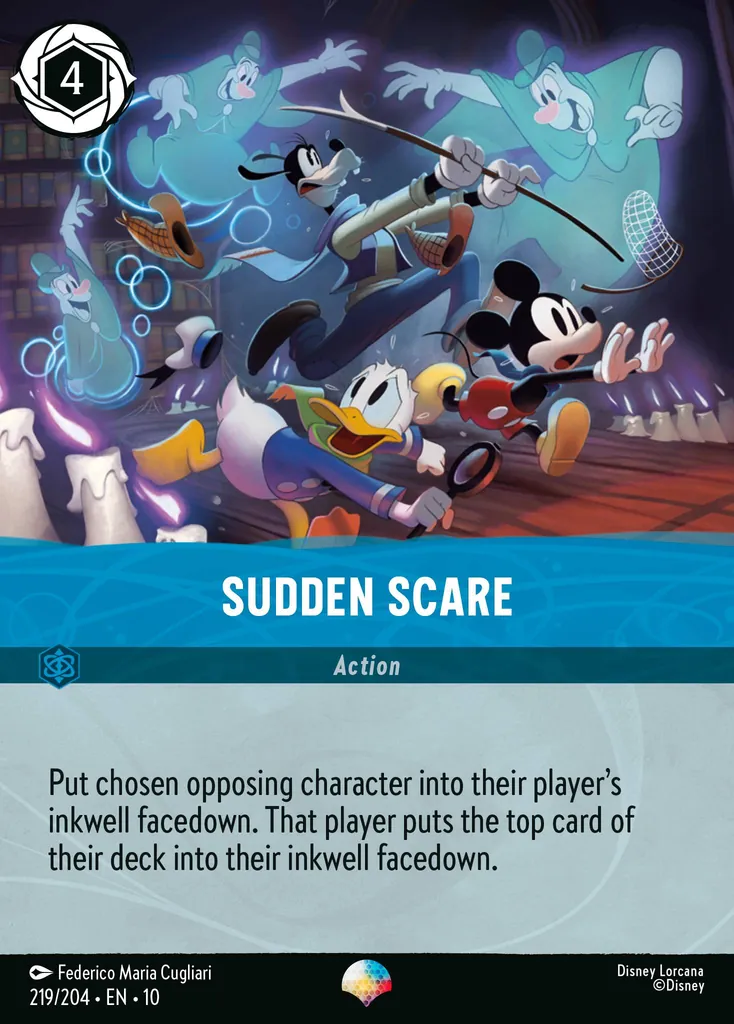 4
SUDDEN SCARE
Action
Put chosen opposing character into their player’s
inkwell facedown. That player puts the top card of
their deck into their inkwell facedown.
Federico Maria Cugliari
219/204 • EN • 10
Disney Lorcana
©Disney